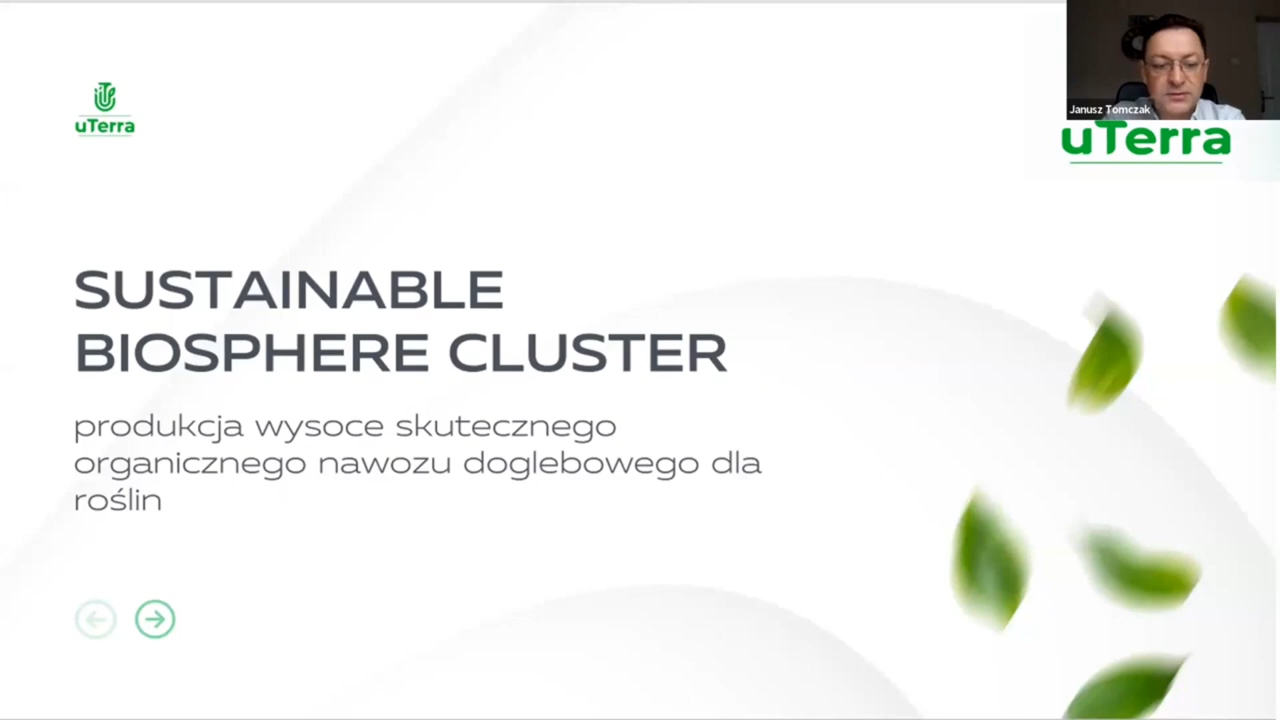 uTerra
Janusz Tomczak
uTerra
SUSTAINABLE
BIOSPHERE CLUSTER
produkcja wysoce skutecznego
organicznego nawozu doglebowego dla
roślin